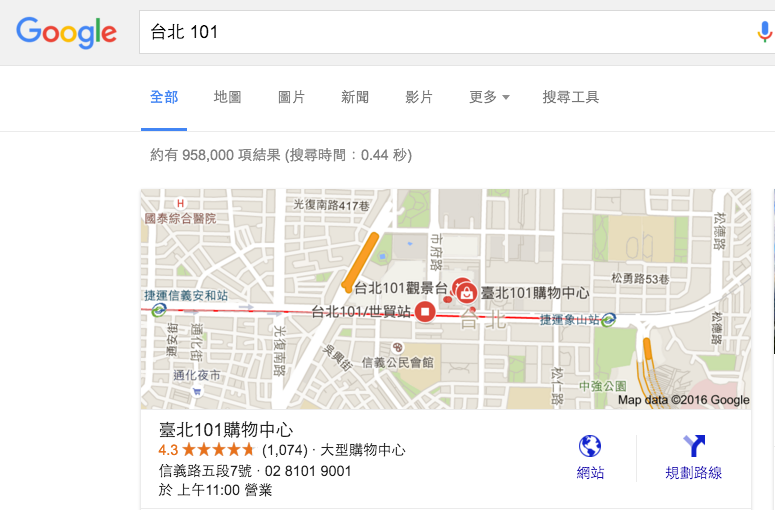 Google
台北 101
全部 地圖 圖片 新聞 影片 更多 搜尋工具
約有 958,000 項結果 (搜尋時間：0.44 秒)
H
國泰綜合醫院
光復南路417巷
市府路
松德路
松勇路53巷
台北101觀景台
臺北101購物中心
捷運信義安和站
台北101/世貿站
台北
捷運象山站
通安街
通化街
光復南路
吳興街
信義公民會館
通化夜市
松仁路
中強公園
松德路
Map data ©2016 Google
臺北101購物中心
4.3 (1,074) · 大型購物中心
信義路五段7號 · 02 8101 9001
於 上午11:00 營業
網站
規劃路線